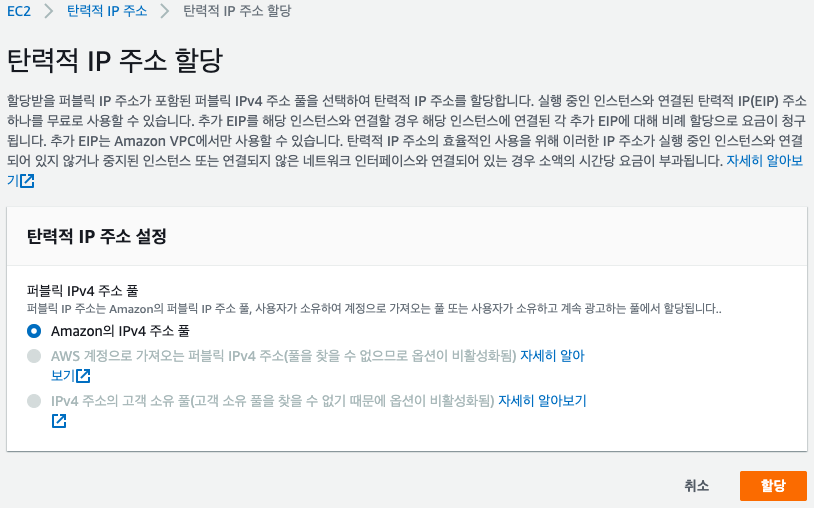 EC2 > 탄력적 IP 주소 > 탄력적 IP 주소 할당
탄력적 IP 주소 할당
할당받을 퍼블릭 IP 주소가 포함된 퍼블릭 IPv4 주소 풀을 선택하여 탄력적 IP 주소를 할당합니다. 실행 중인 인스턴스와 연결된 탄력적 IP(EIP) 주소
하나를 무료로 사용할 수 있습니다. 추가 EIP를 해당 인스턴스와 연결할 경우 해당 인스턴스에 연결된 각 추가 EIP에 대해 비례 할당으로 요금이 청구
됩니다. 추가 EIP는 Amazon VPC에서만 사용할 수 있습니다. 탄력적 IP 주소의 효율적인 사용을 위해 이러한 IP 주소가 실행 중인 인스턴스와 연결
되어 있지 않거나 중지된 인스턴스 또는 연결되지 않은 네트워크 인터페이스와 연결되어 있는 경우 소액의 시간당 요금이 부과됩니다. 자세히 알아보
기
탄력적 IP 주소 설정
퍼블릭 IPv4 주소 풀
퍼블릭 IP 주소는 Amazon의 퍼블릭 IP 주소 풀, 사용자가 소유하여 계정으로 가져오는 풀 또는 사용자가 소유하고 계속 광고하는 풀에서 할당됩니다..
Amazon의 IPv4 주소 풀
AWS 계정으로 가져오는 퍼블릭 IPv4 주소(풀을 찾을 수 없으므로 옵션이 비활성화됨) 자세히 알아
보기
IPv4 주소의 고객 소유 풀(고객 소유 풀을 찾을 수 없기 때문에 옵션이 비활성화됨) 자세히 알아보기
취소
할당